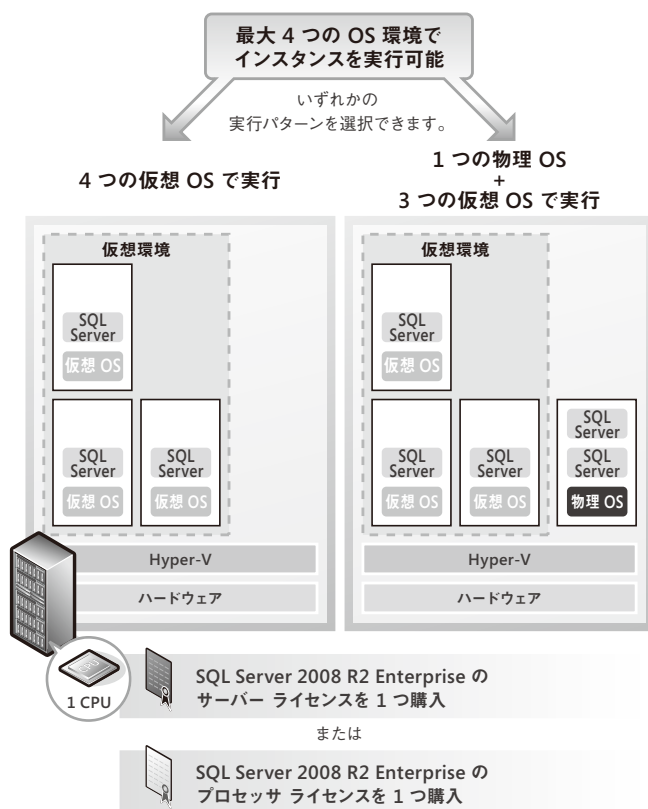 最大 4 つの OS 環境で
インスタンスを実行可能
いずれかの
実行パターンを選択できます。
4 つの仮想 OS で実行
1 つの物理 OS
+
3 つの仮想 OS で実行
仮想環境
SQL
Server
仮想 OS
SQL
Server
仮想 OS
SQL
Server
仮想 OS
Hyper-V
ハードウェア
仮想環境
SQL
Server
仮想 OS
SQL
Server
仮想 OS
SQL
Server
仮想 OS
SQL
Server
SQL
Server
物理 OS
Hyper-V
ハードウェア
CPU
1 CPU
SQL Server 2008 R2 Enterprise の
サーバー ライセンスを 1 つ購入
または
SQL Server 2008 R2 Enterprise の
プロセッサ ライセンスを 1 つ購入